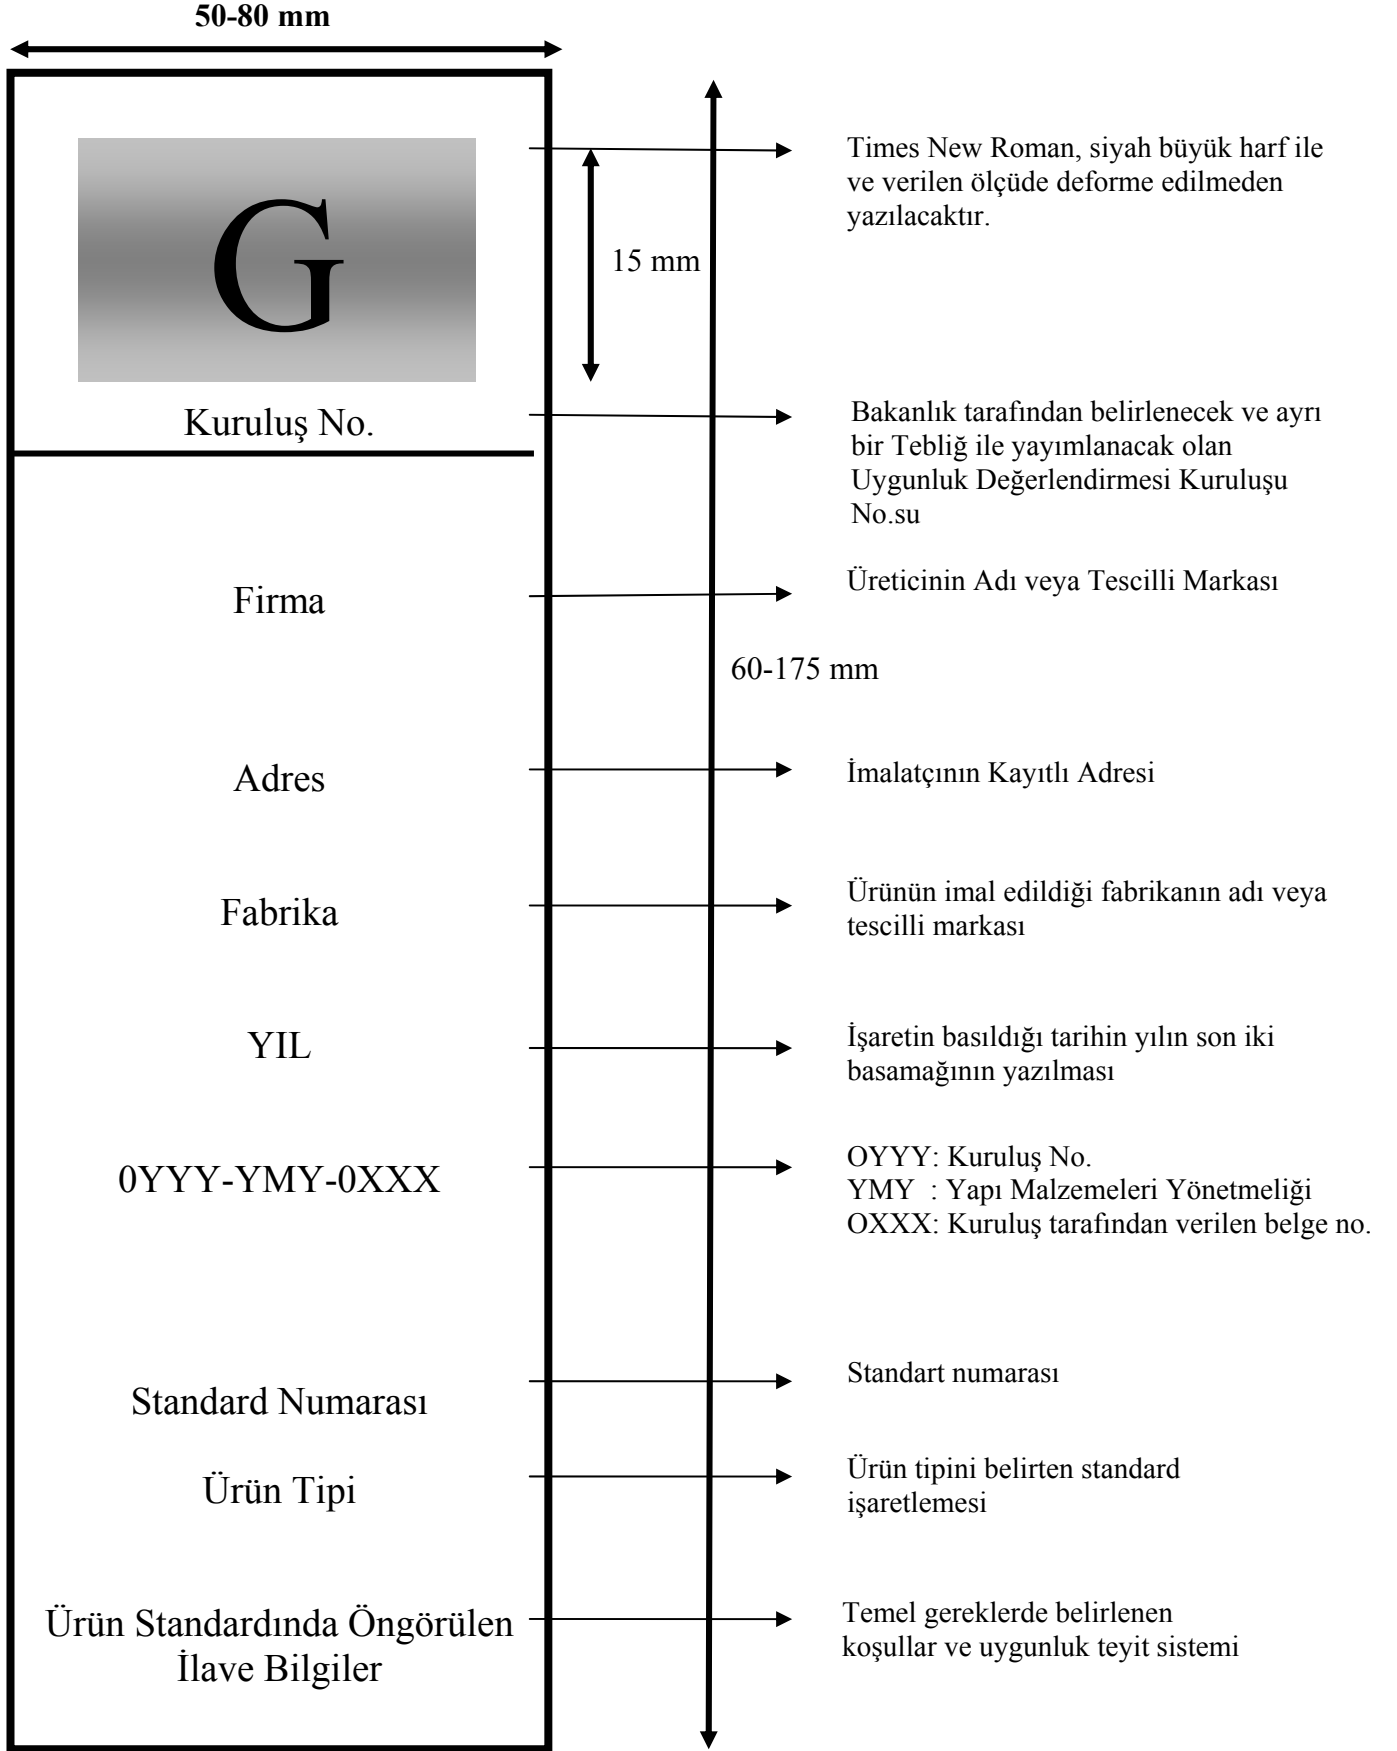 50-80 mm
G
Times New Roman, siyah büyük harf ile
ve verilen ölçüde deforme edilmeden
yazılacaktır.
15 mm
Kuruluş No.
Bakanlık tarafından belirlenecek ve ayrı
bir Tebliğ ile yayımlanacak olan
Uygunluk Değerlendirmesi Kuruluşu
No.su
Firma
Üreticinin Adı veya Tescilli Markası
60-175 mm
Adres
İmalatçının Kayıtlı Adresi
Fabrika
Ürünün imal edildiği fabrikanın adı veya
tescilli markası
YIL
İşaretin basıldığı tarihin yılın son iki
basamağının yazılması
0YYY-YMY-0XXX
OYYY: Kuruluş No.
YMY : Yapı Malzemeleri Yönetmeliği
OXXX: Kuruluş tarafından verilen belge no.
Standard Numarası
Standart numarası
Ürün Tipi
Ürün tipini belirten standard
işaretlemesi
Ürün Standardında Öngörülen
İlave Bilgiler
Temel gereklerde belirlenen
koşullar ve uygunluk teyit sistemi